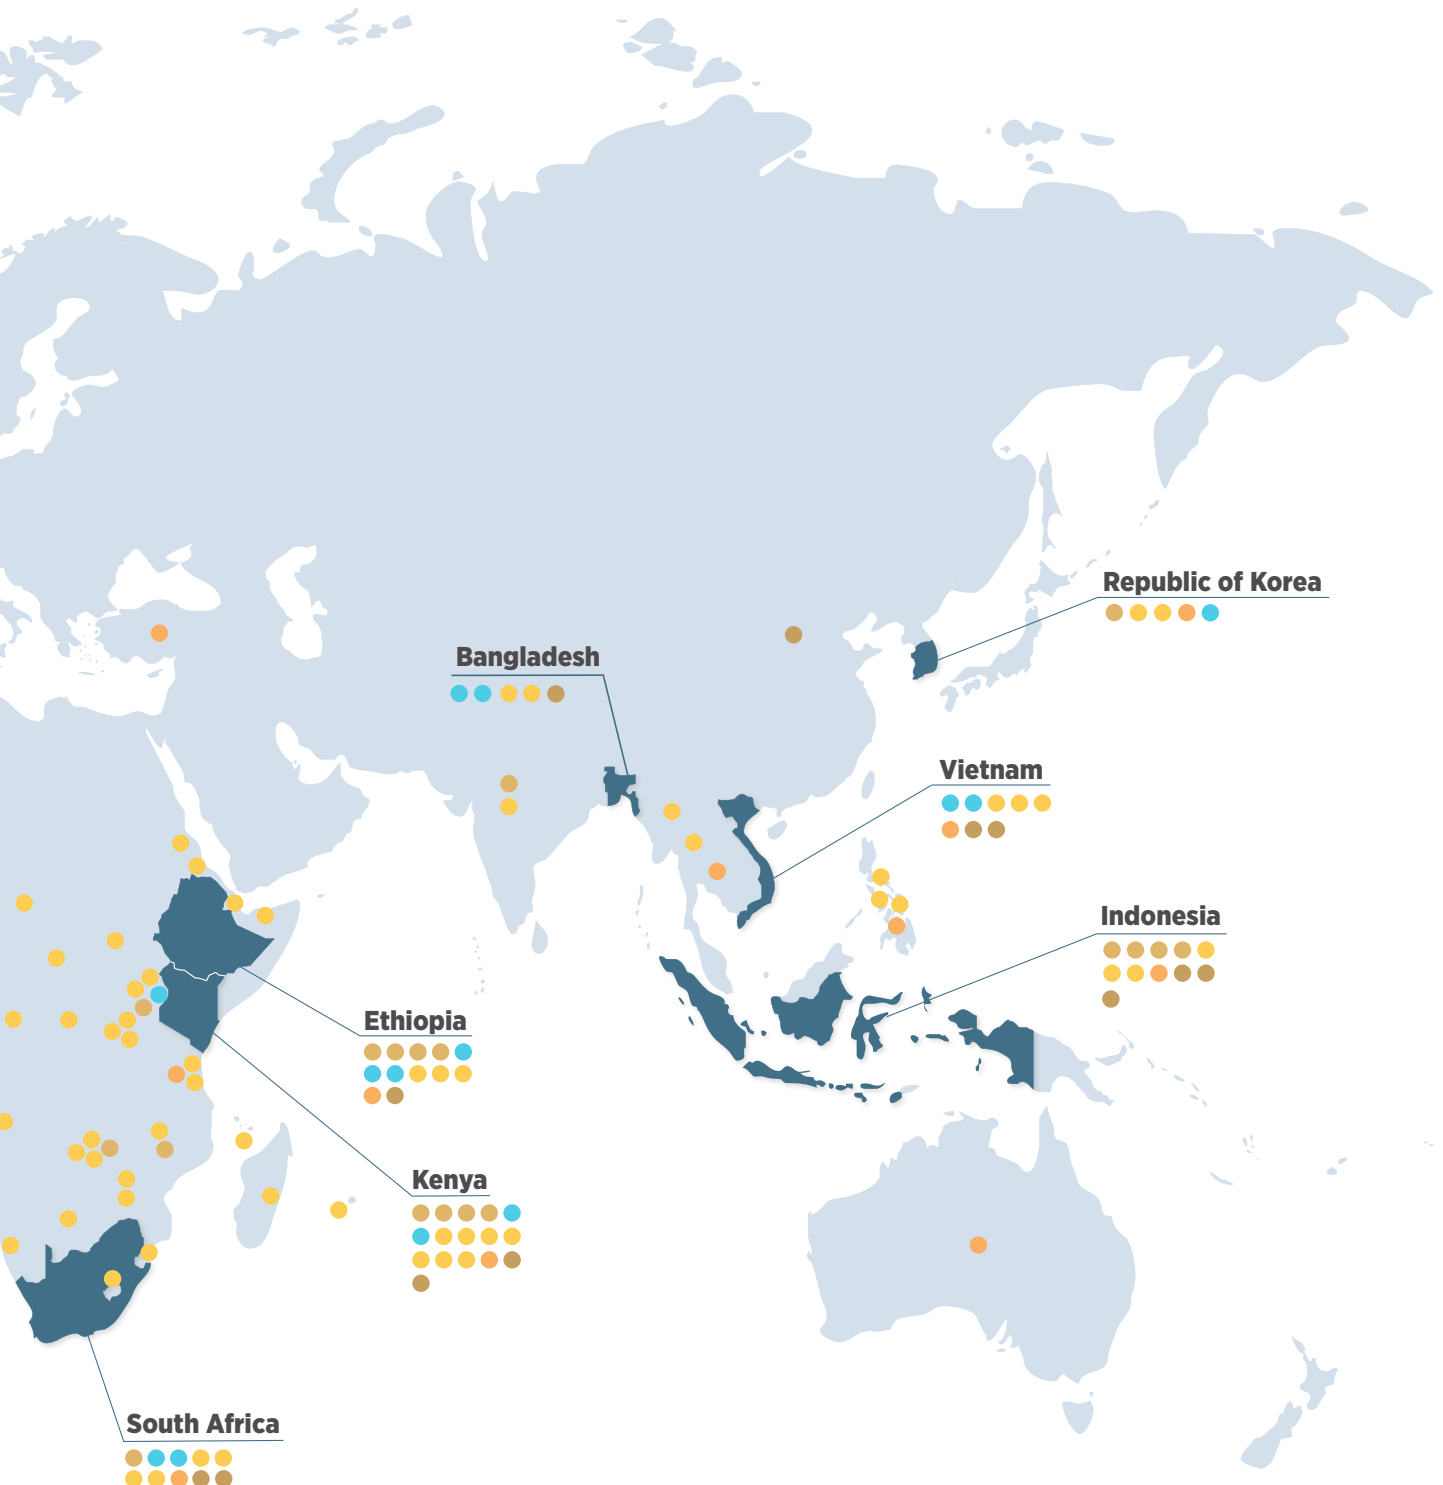 Republic of Korea
Bangladesh
Vietnam
Indonesia
Ethiopia
Kenya
South Africa